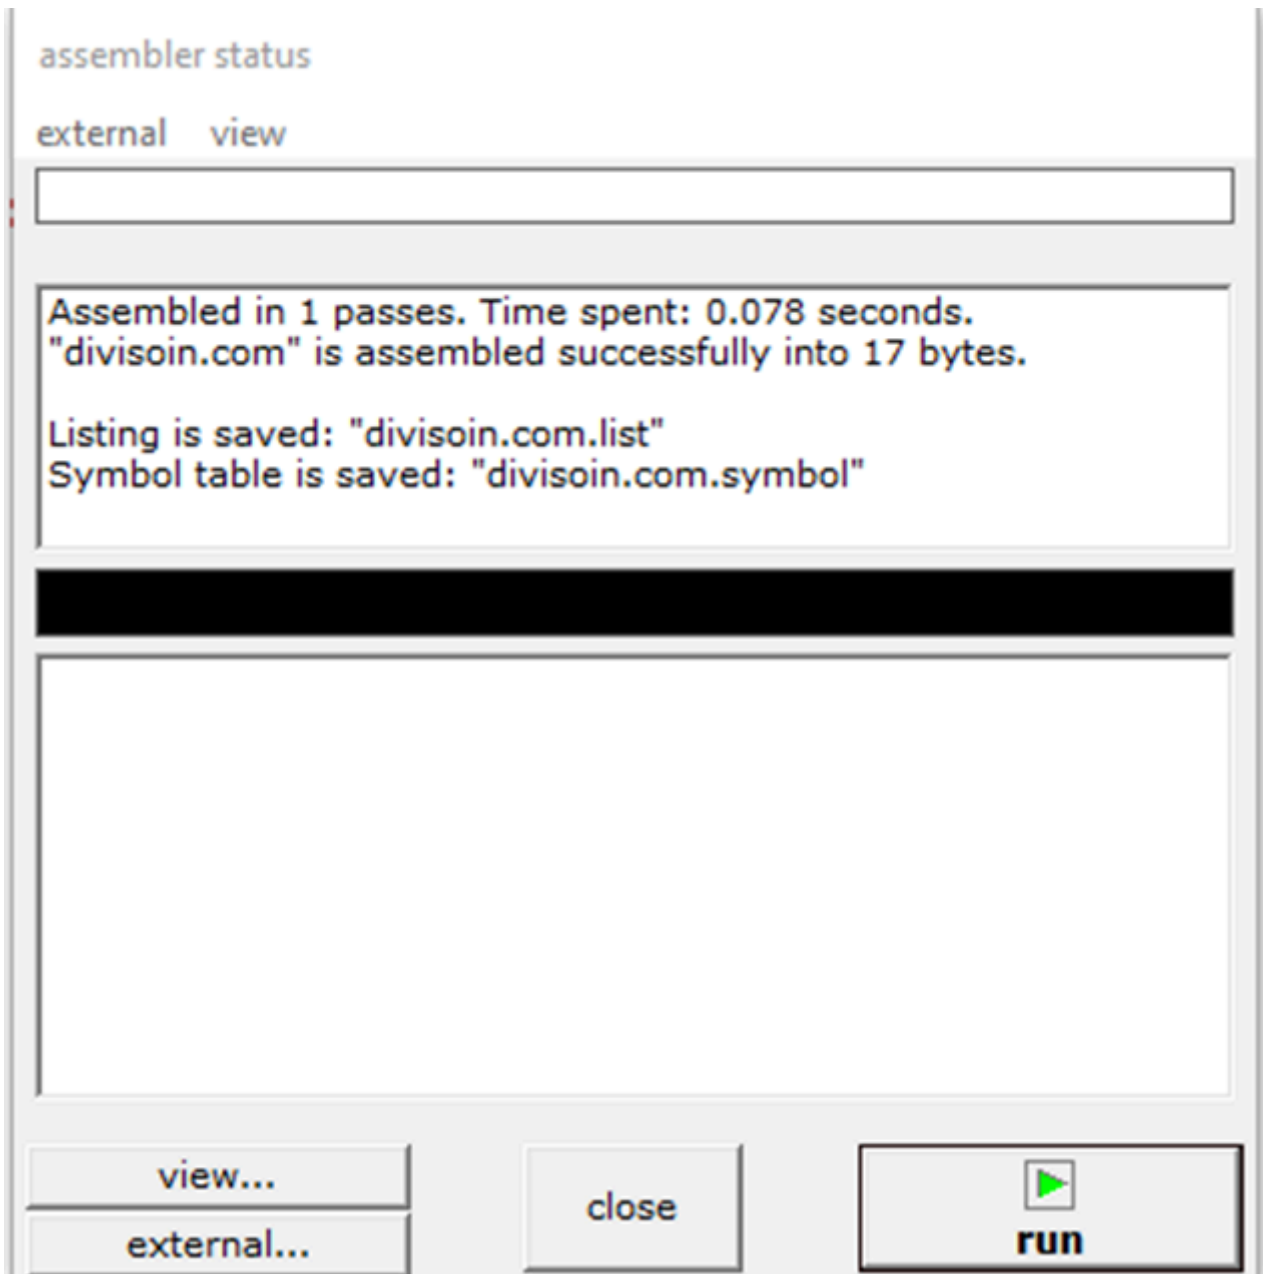 assembler status
external view
Assembled in 1 passes. Time spent: 0.078 seconds.
"divisoin.com" is assembled successfully into 17 bytes.
Listing is saved: "divisoin.com.list"
Symbol table is saved: "divisoin.com.symbol"
view...
close
run
external...